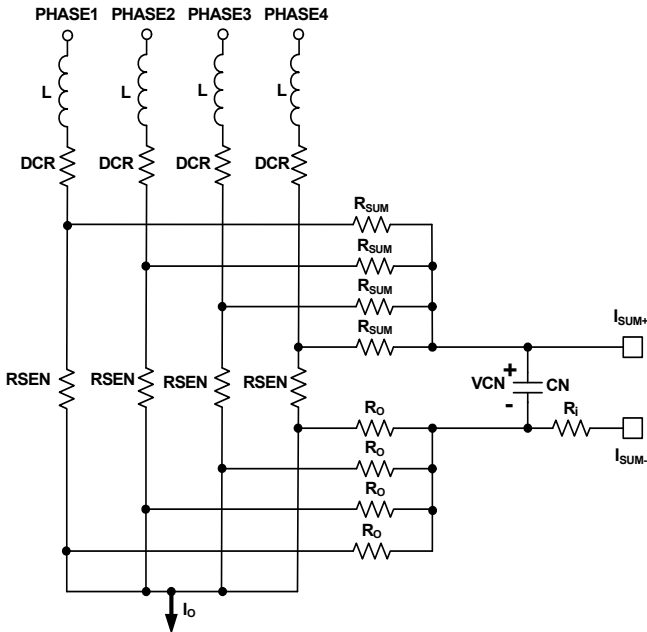 PHASE1 PHASE2 PHASE3 PHASE4
L L L L
DCR DCR DCR DCR
RSUM
RSUM
RSUM
RSUM
ISUM+
RSEN RSEN RSEN RSEN
VCN + - CN
RO
Ri
ISUM-
RO
RO
RO
IO